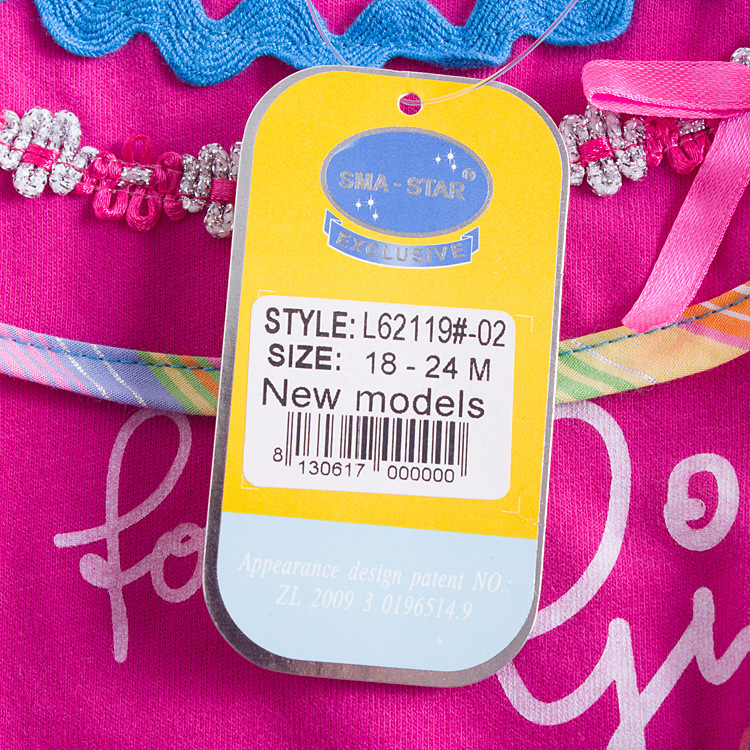 SMA-STAR®
EXCLUSIVE
STYLE: L62119#-02
SIZE: 18 - 24 M
New models
8 130617 000000
Appearance design patent NO.:
ZL 2009 3 0196514.9